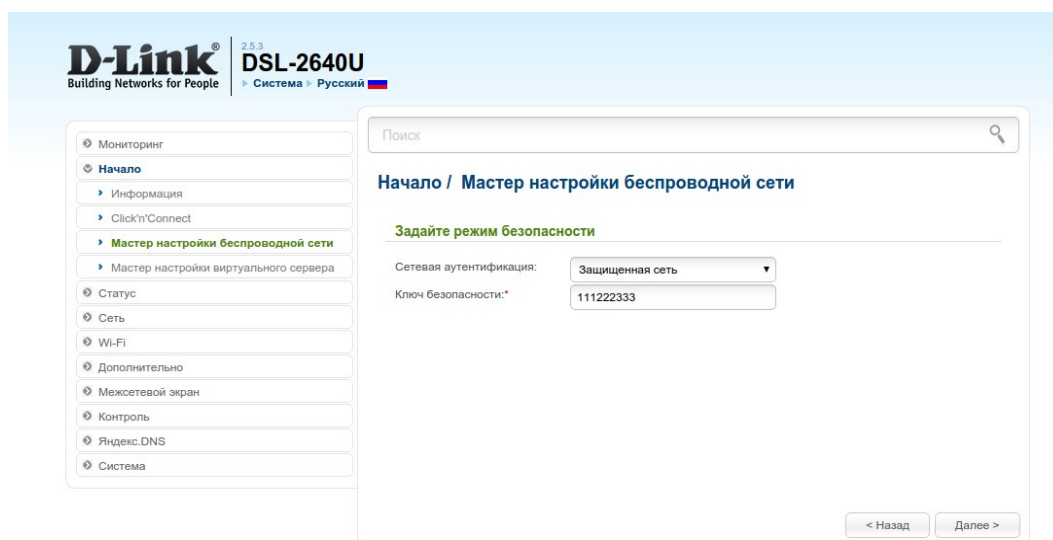 D-Link®
Building Networks for People
2.5.3
DSL-2640U
Система Русский
Мониторинг
Начало
Информация
Click'n'Connect
Мастер настройки беспроводной сети
Мастер настройки виртуального сервера
Статус
Сеть
Wi-Fi
Дополнительно
Межсетевой экран
Контроль
Яндекс.DNS
Система
Поиск
Начало / Мастер настройки беспроводной сети
Задайте режим безопасности
Сетевая аутентификация: Защищенная сеть
Ключ безопасности:* 111222333
< Назад Далее >